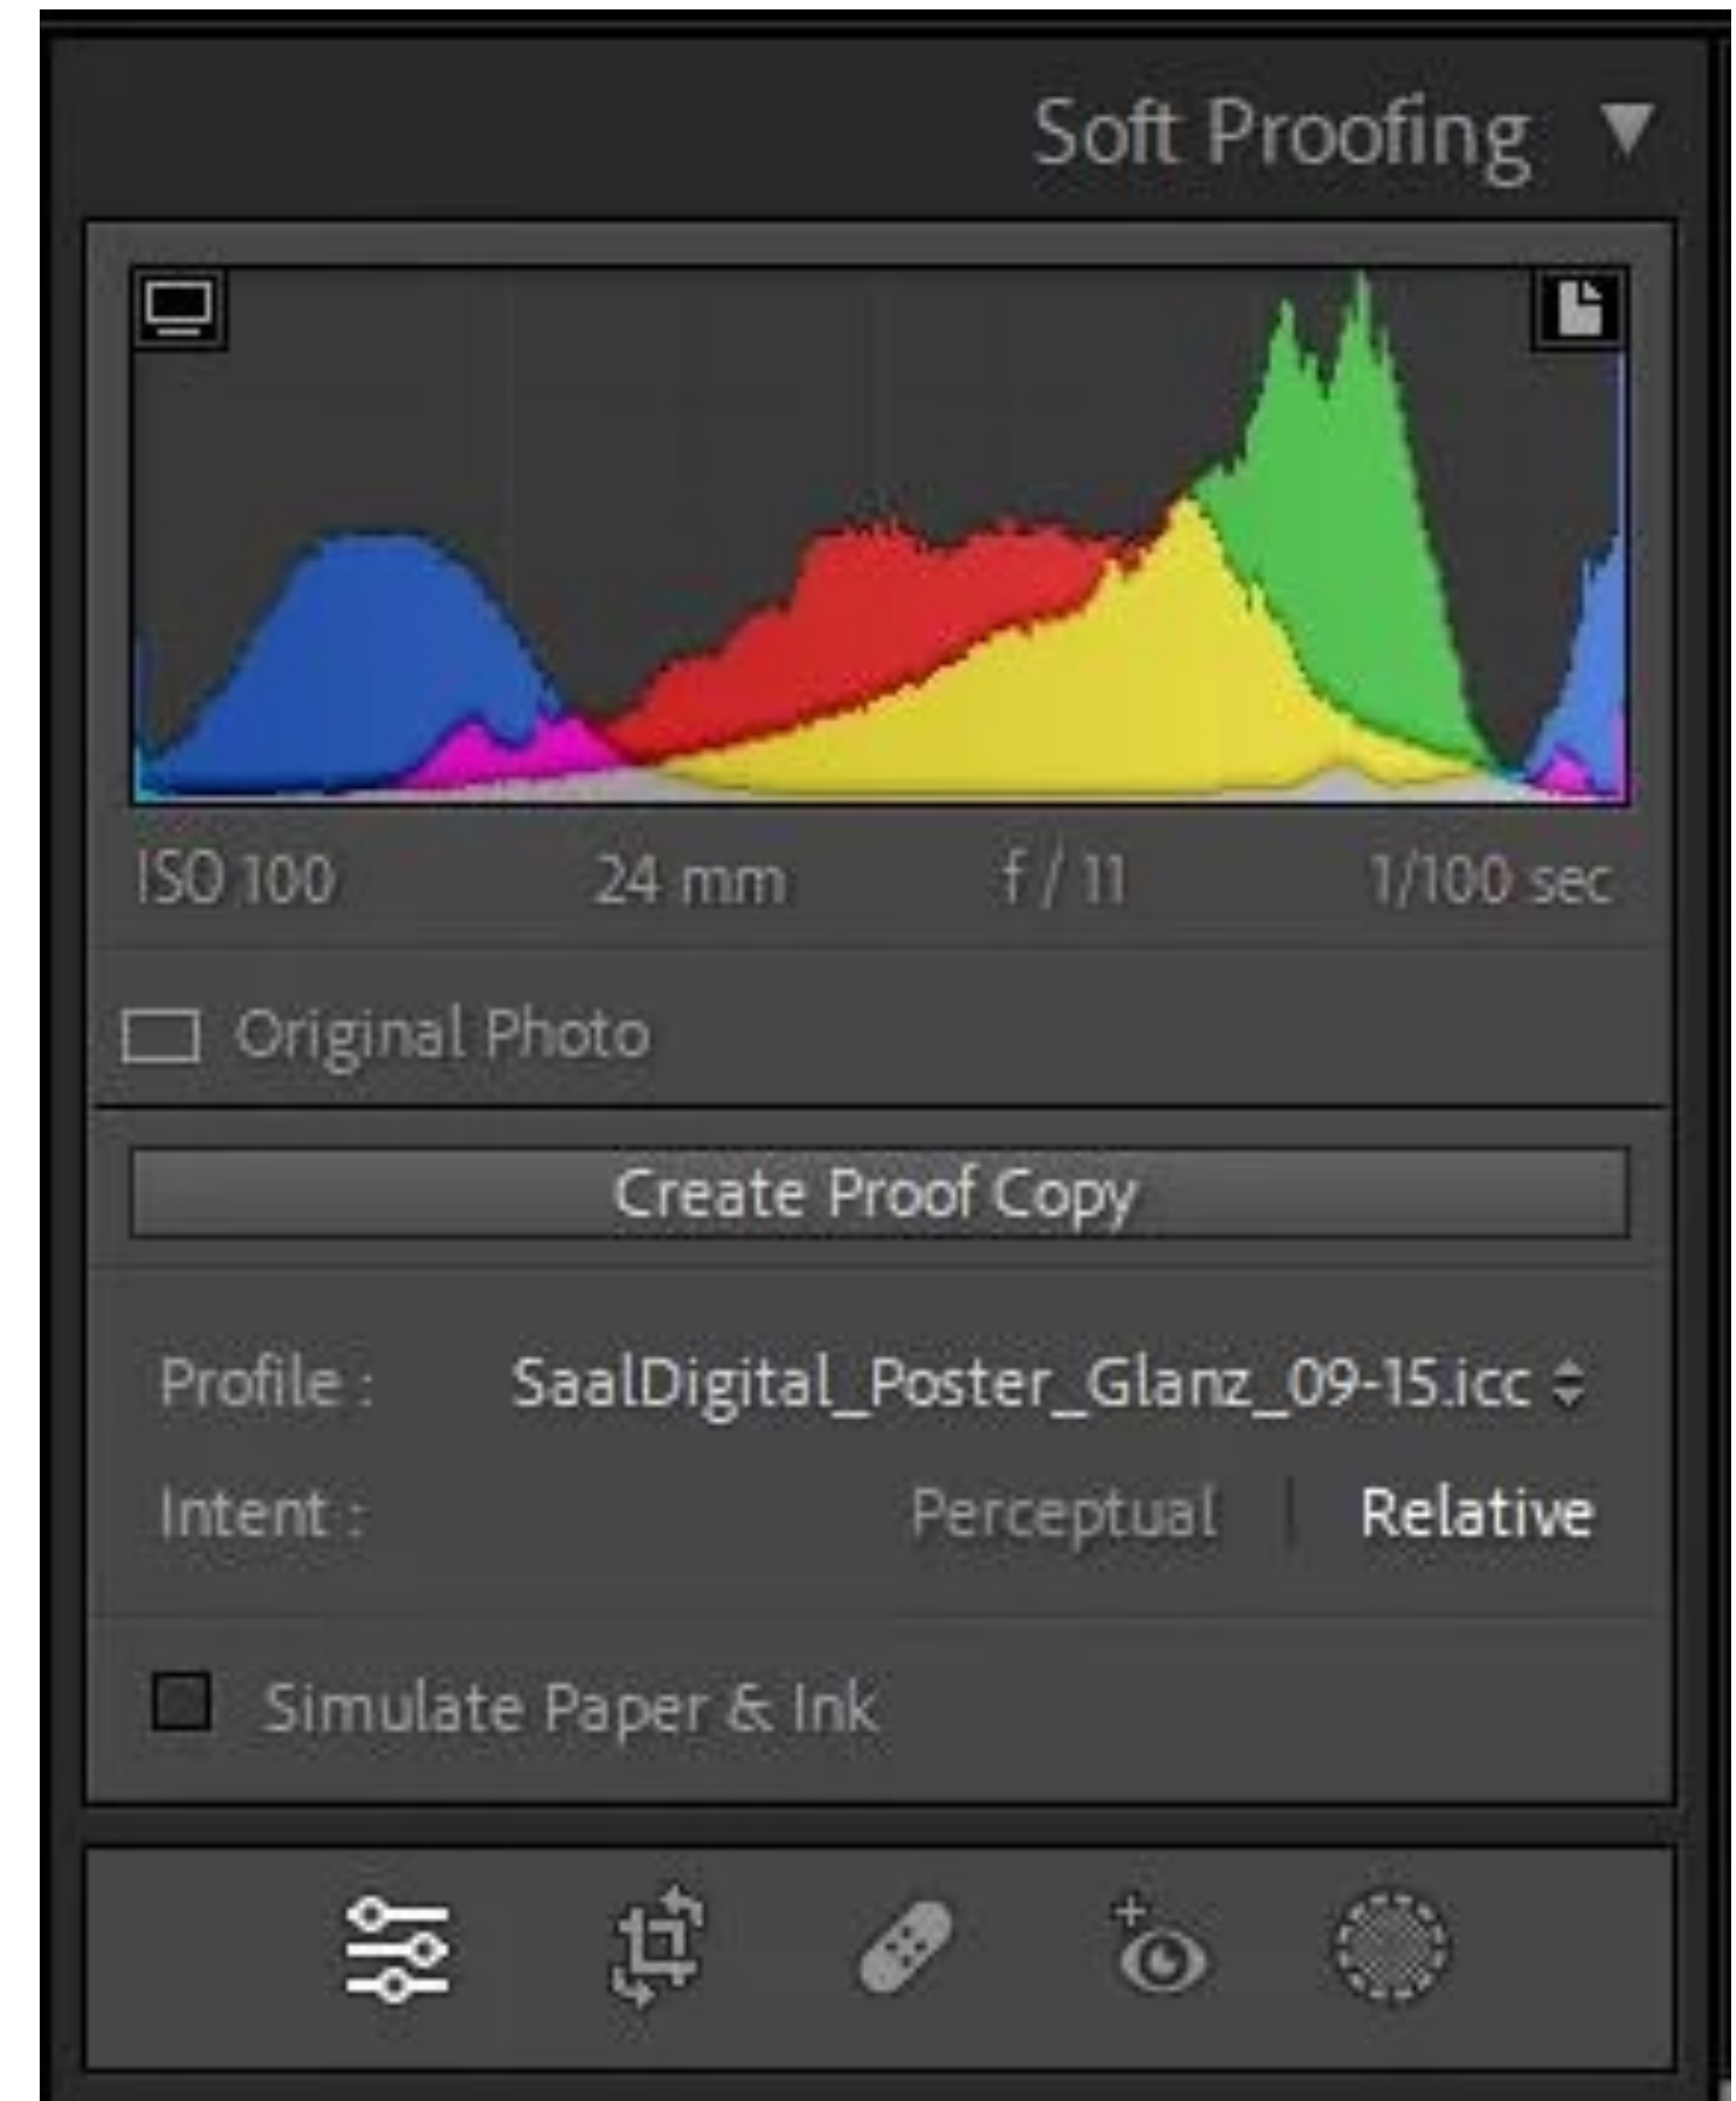 Soft Proofing
ISO 100 24 mm f / 11 1/100 sec
Original Photo
Create Proof Copy
Profile : SaalDigital_Poster_Glanz_09-15.icc
Intent : Perceptual | Relative
Simulate Paper & Ink